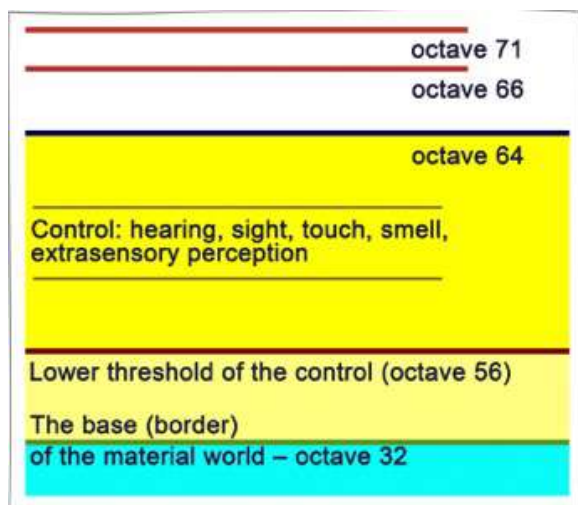 octave 71
octave 66
octave 64
Control: hearing, sight, touch, smell,
extrasensory perception
Lower threshold of the control (octave 56)
The base (border)
of the material world – octave 32